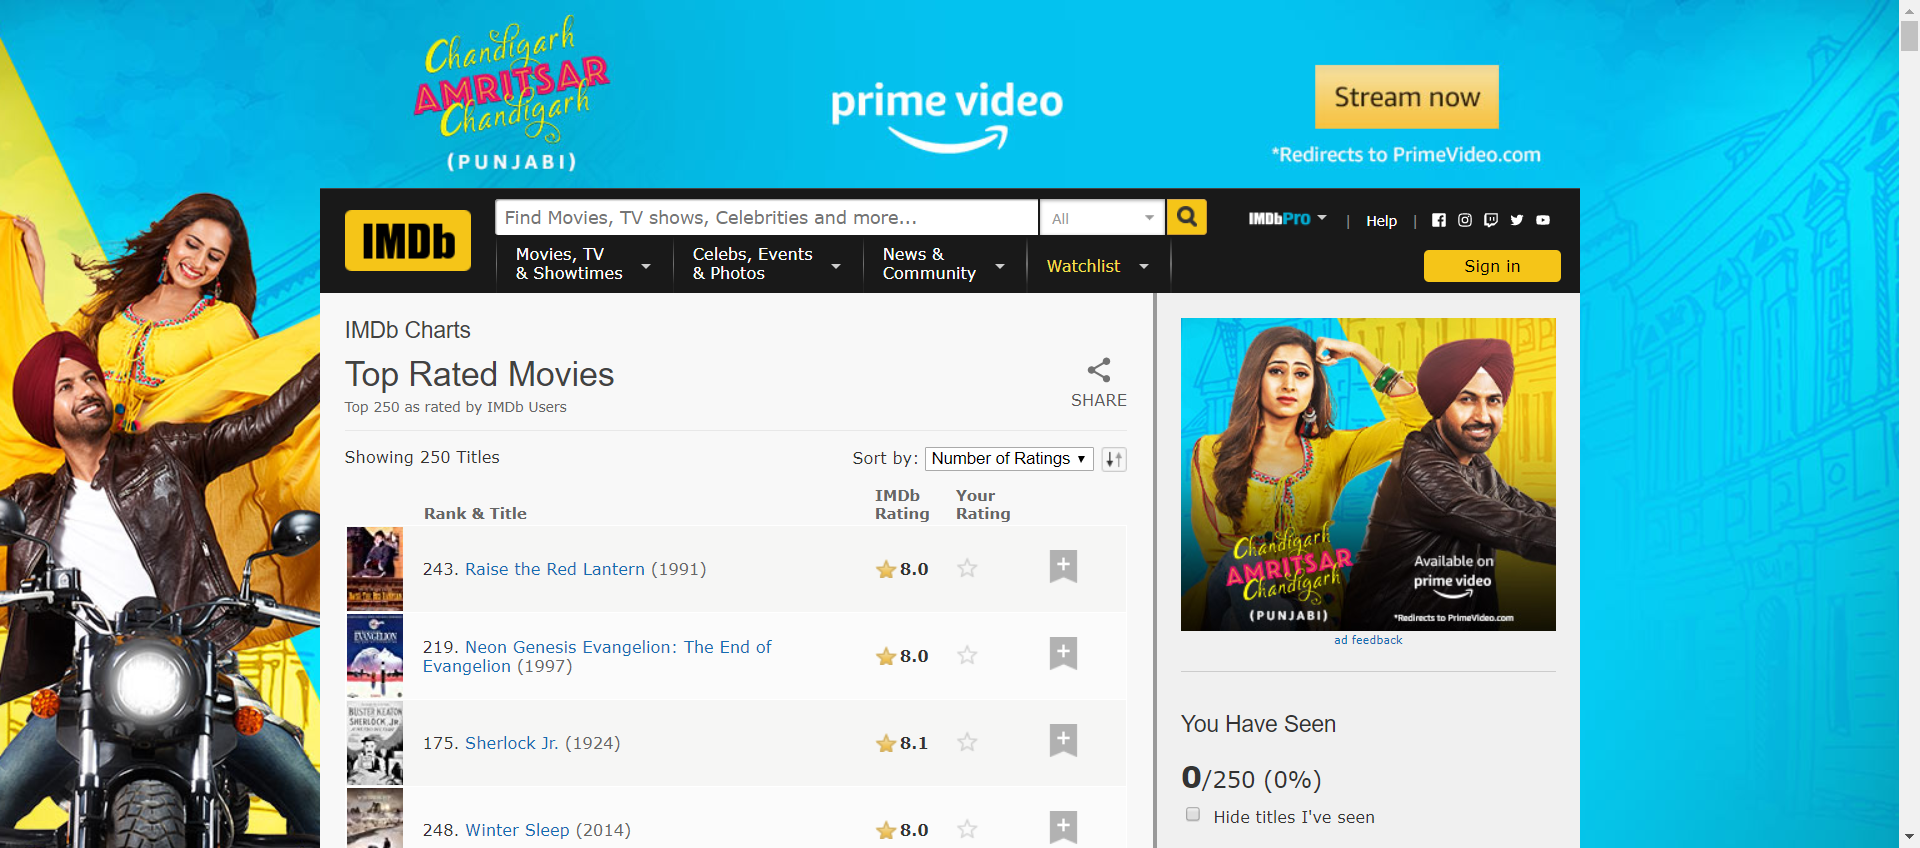 Chandigarh
AMRITSAR
Chandigarh
(PUNJABI)
prime video
Stream now
*Redirects to PrimeVideo.com
IMDb
Find Movies, TV shows, Celebrities and more...
All
IMDbPro
|
Help
|
Movies, TV
& Showtimes
Celebs, Events
& Photos
News &
Community
Watchlist
Sign in
IMDb Charts
Top Rated Movies
Top 250 as rated by IMDb Users
SHARE
Showing 250 Titles
Sort by: Number of Ratings
Rank & Title
IMDb
Rating
Your
Rating
243. Raise the Red Lantern (1991)
8.0
EVANGELION
219. Neon Genesis Evangelion: The End of
Evangelion (1997)
8.0
BUSTER KEATON
SHERLOCK JR.
175. Sherlock Jr. (1924)
8.1
248. Winter Sleep (2014)
8.0
Chandigarh
AMRITSAR
Chandigarh
(PUNJABI)
Available on
prime video
*Redirects to PrimeVideo.com
ad feedback
You Have Seen
0/250 (0%)
Hide titles I've seen